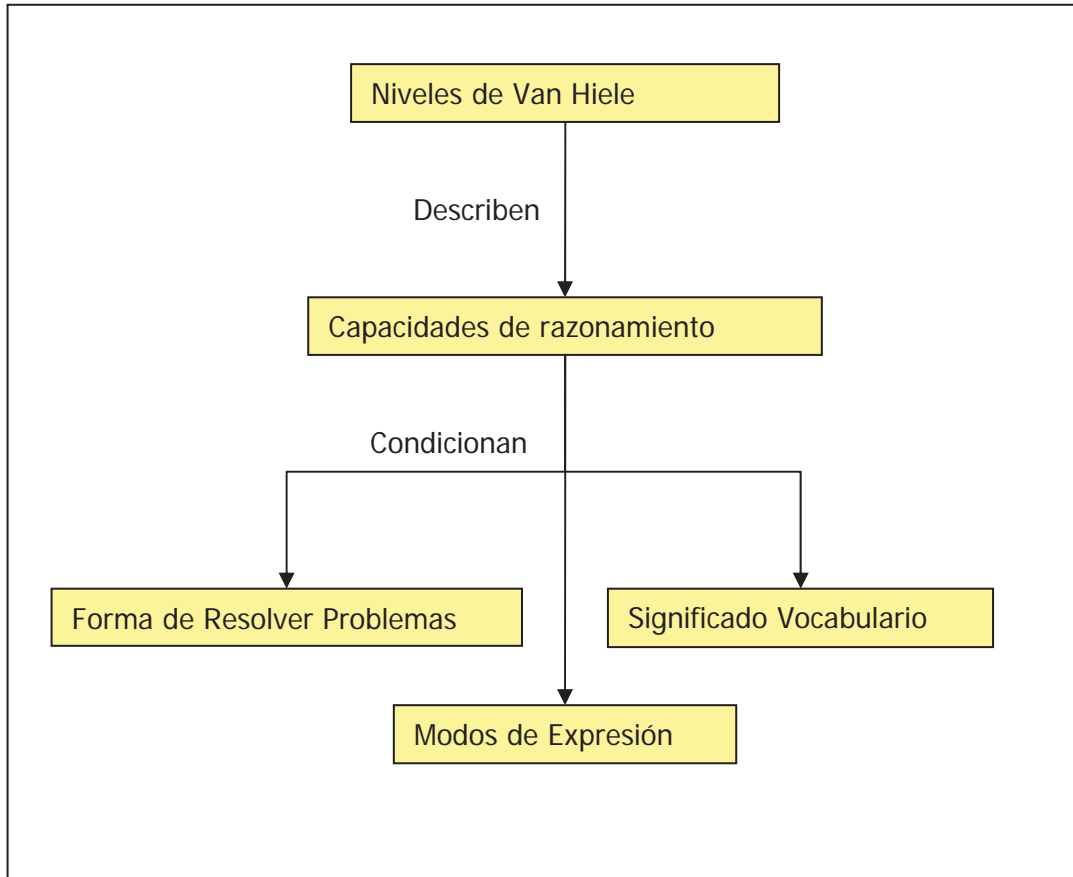 Niveles de Van Hiele
Describen
Capacidades de razonamiento
Condicionan
Forma de Resolver Problemas
Significado Vocabulario
Modos de Expresión